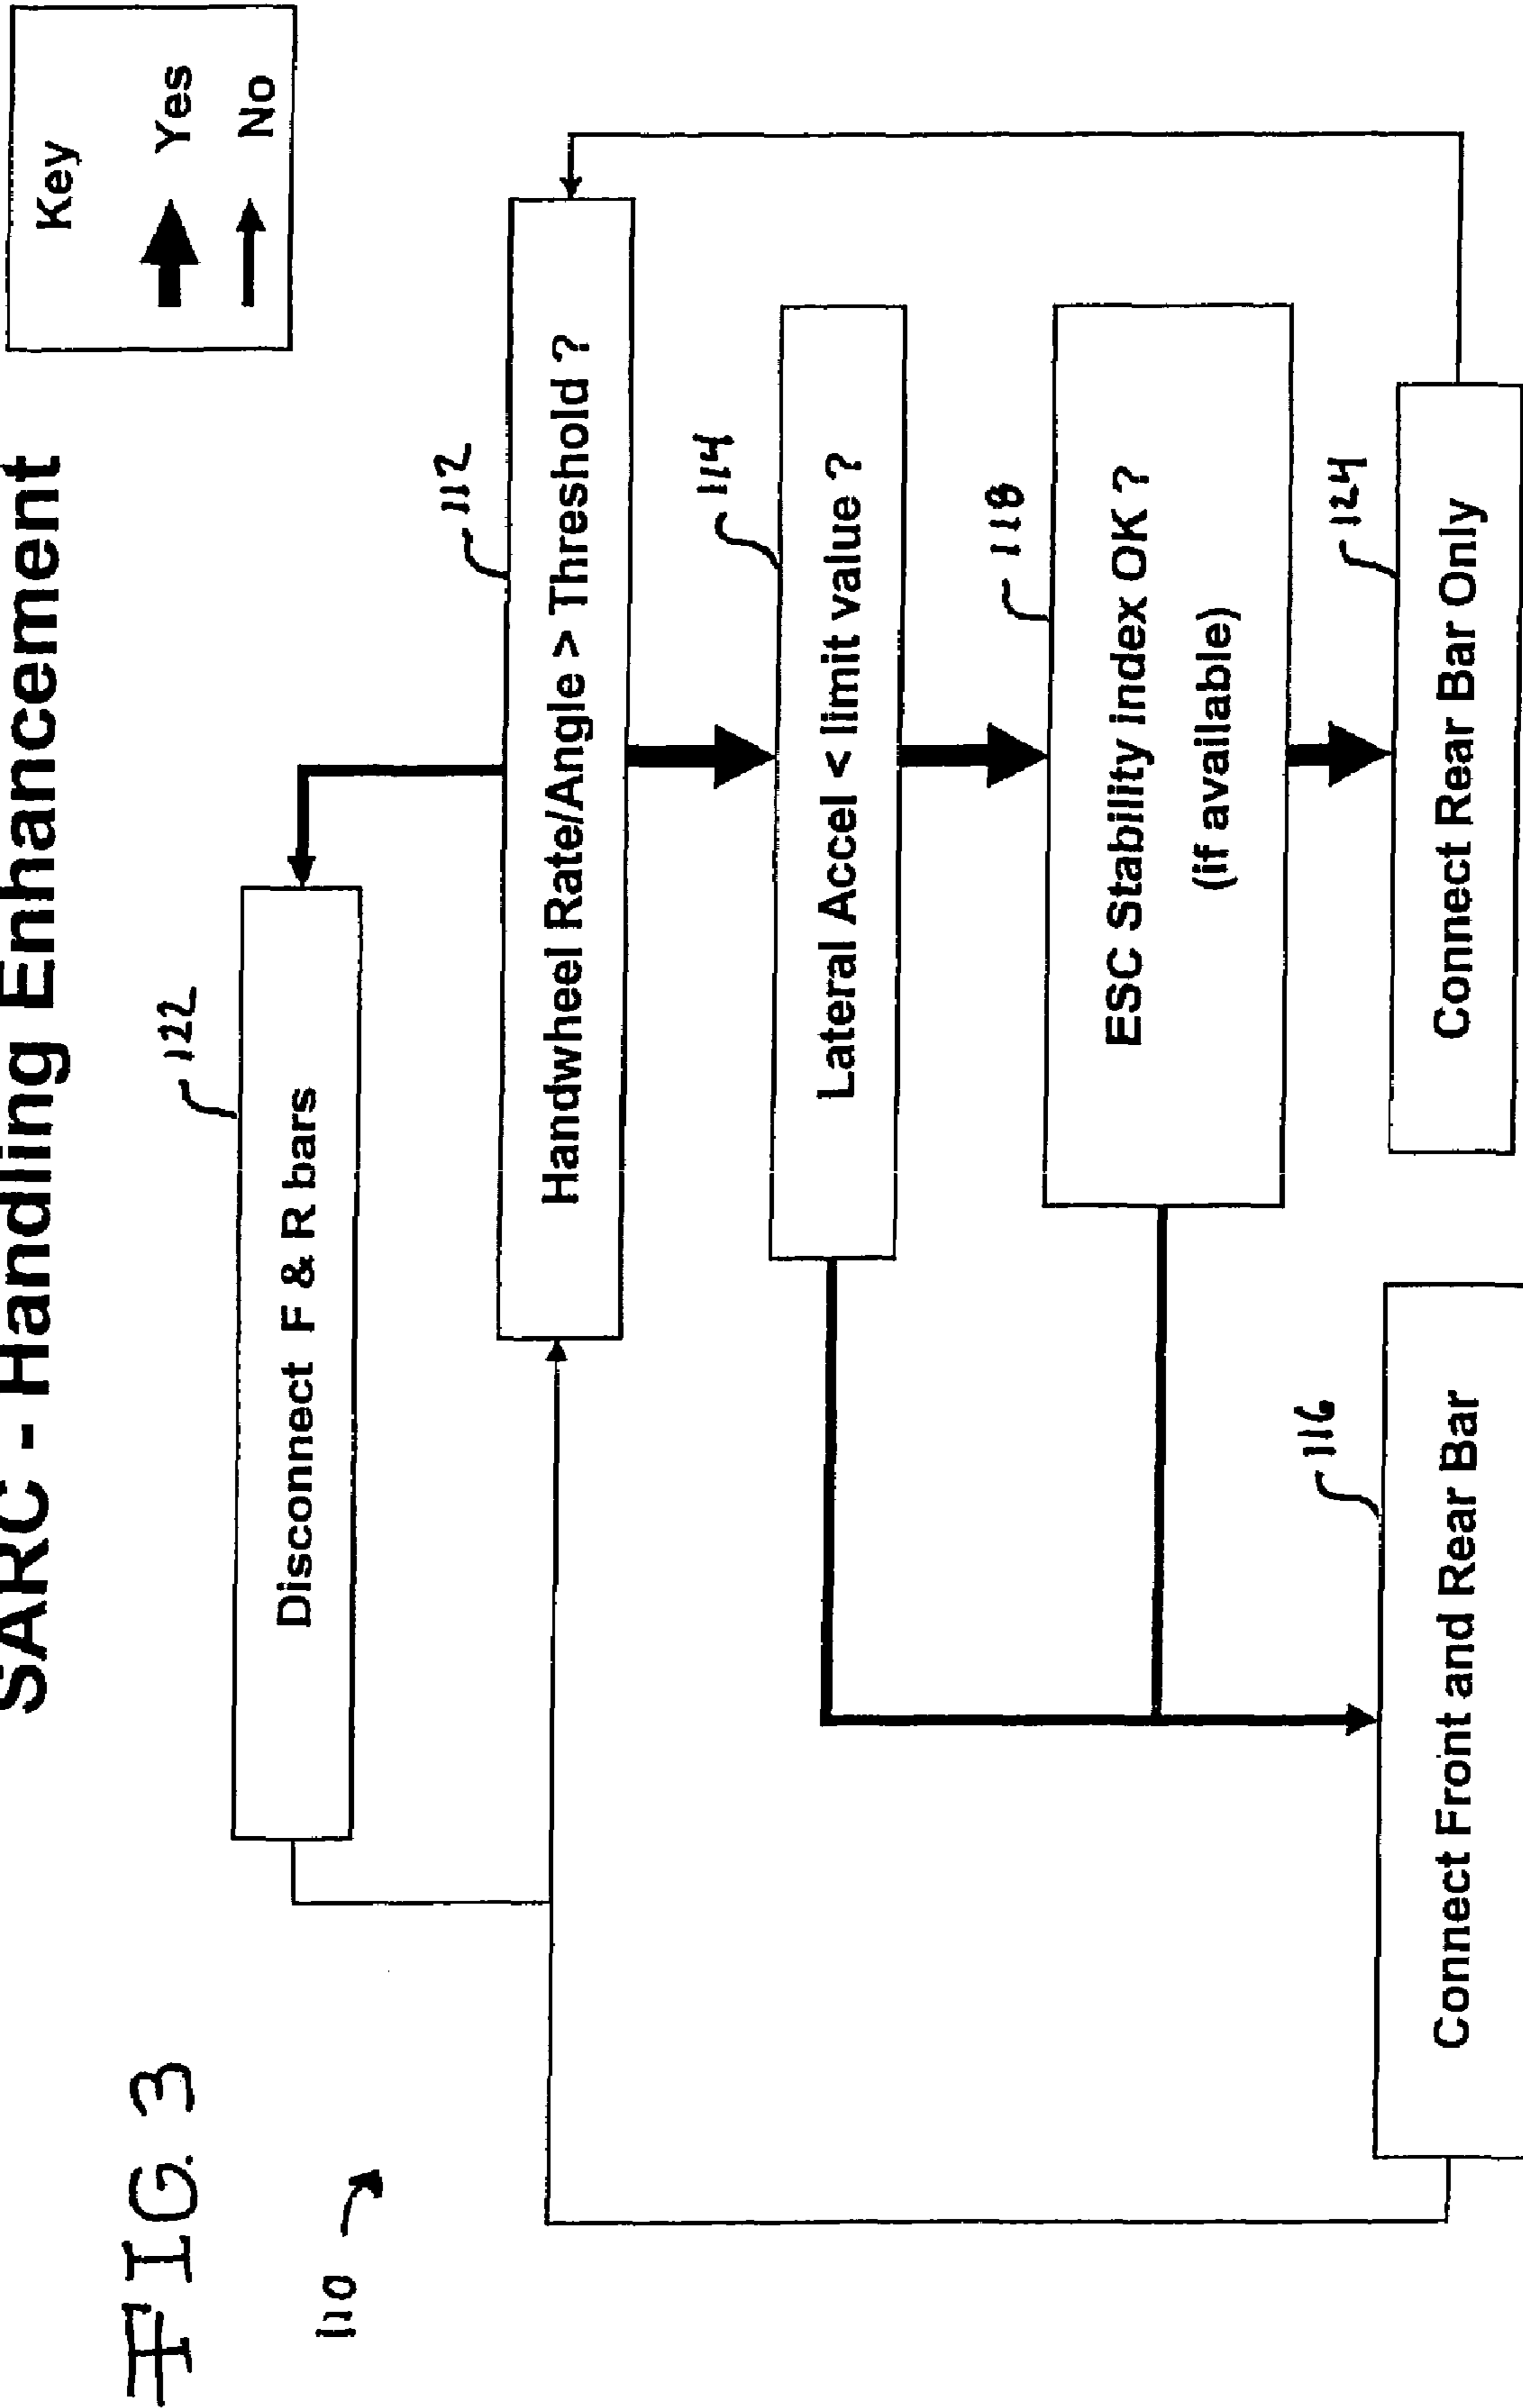 SARC - Handling Enhancement
FIG. 3
110
Key
Yes
No
122
Disconnect F & R bars
112
Handwheel Rate/Angle > Threshold ?
114
Lateral Accel < limit value ?
118
ESC Stability index OK ?
(if available)
116
Connect Front and Rear Bar
124
Connect Rear Bar Only